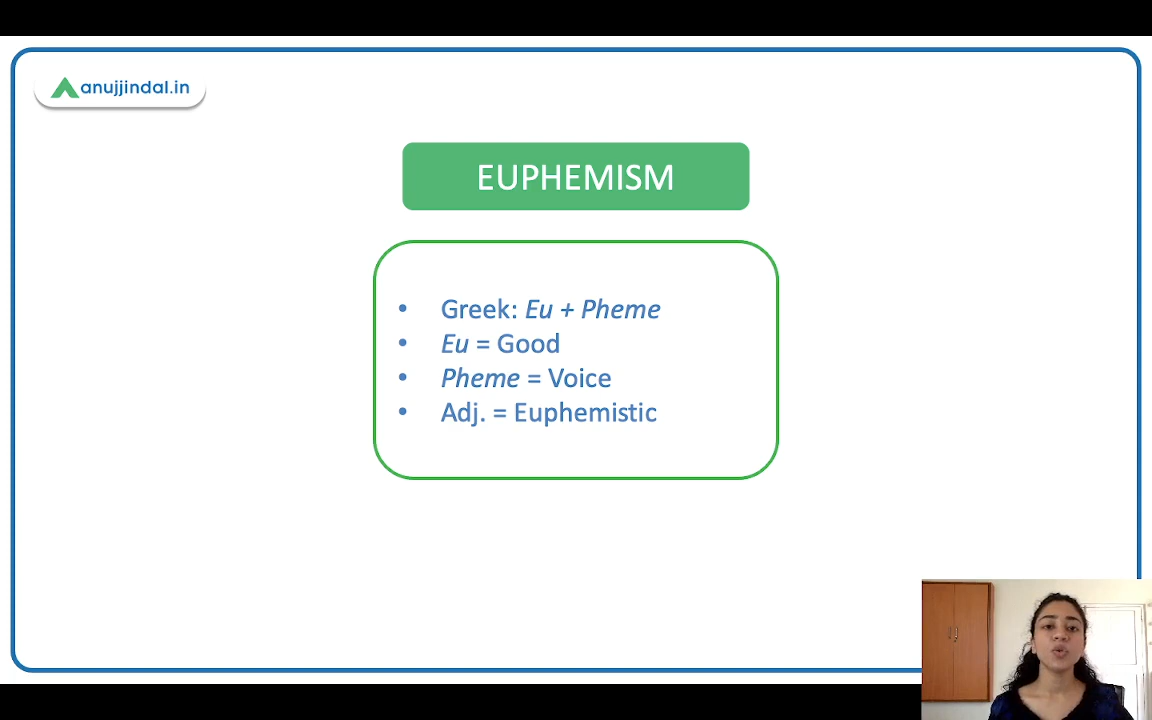 anujjindal.in
EUPHEMISM
• Greek: Eu + Pheme
• Eu = Good
• Pheme = Voice
• Adj. = Euphemistic